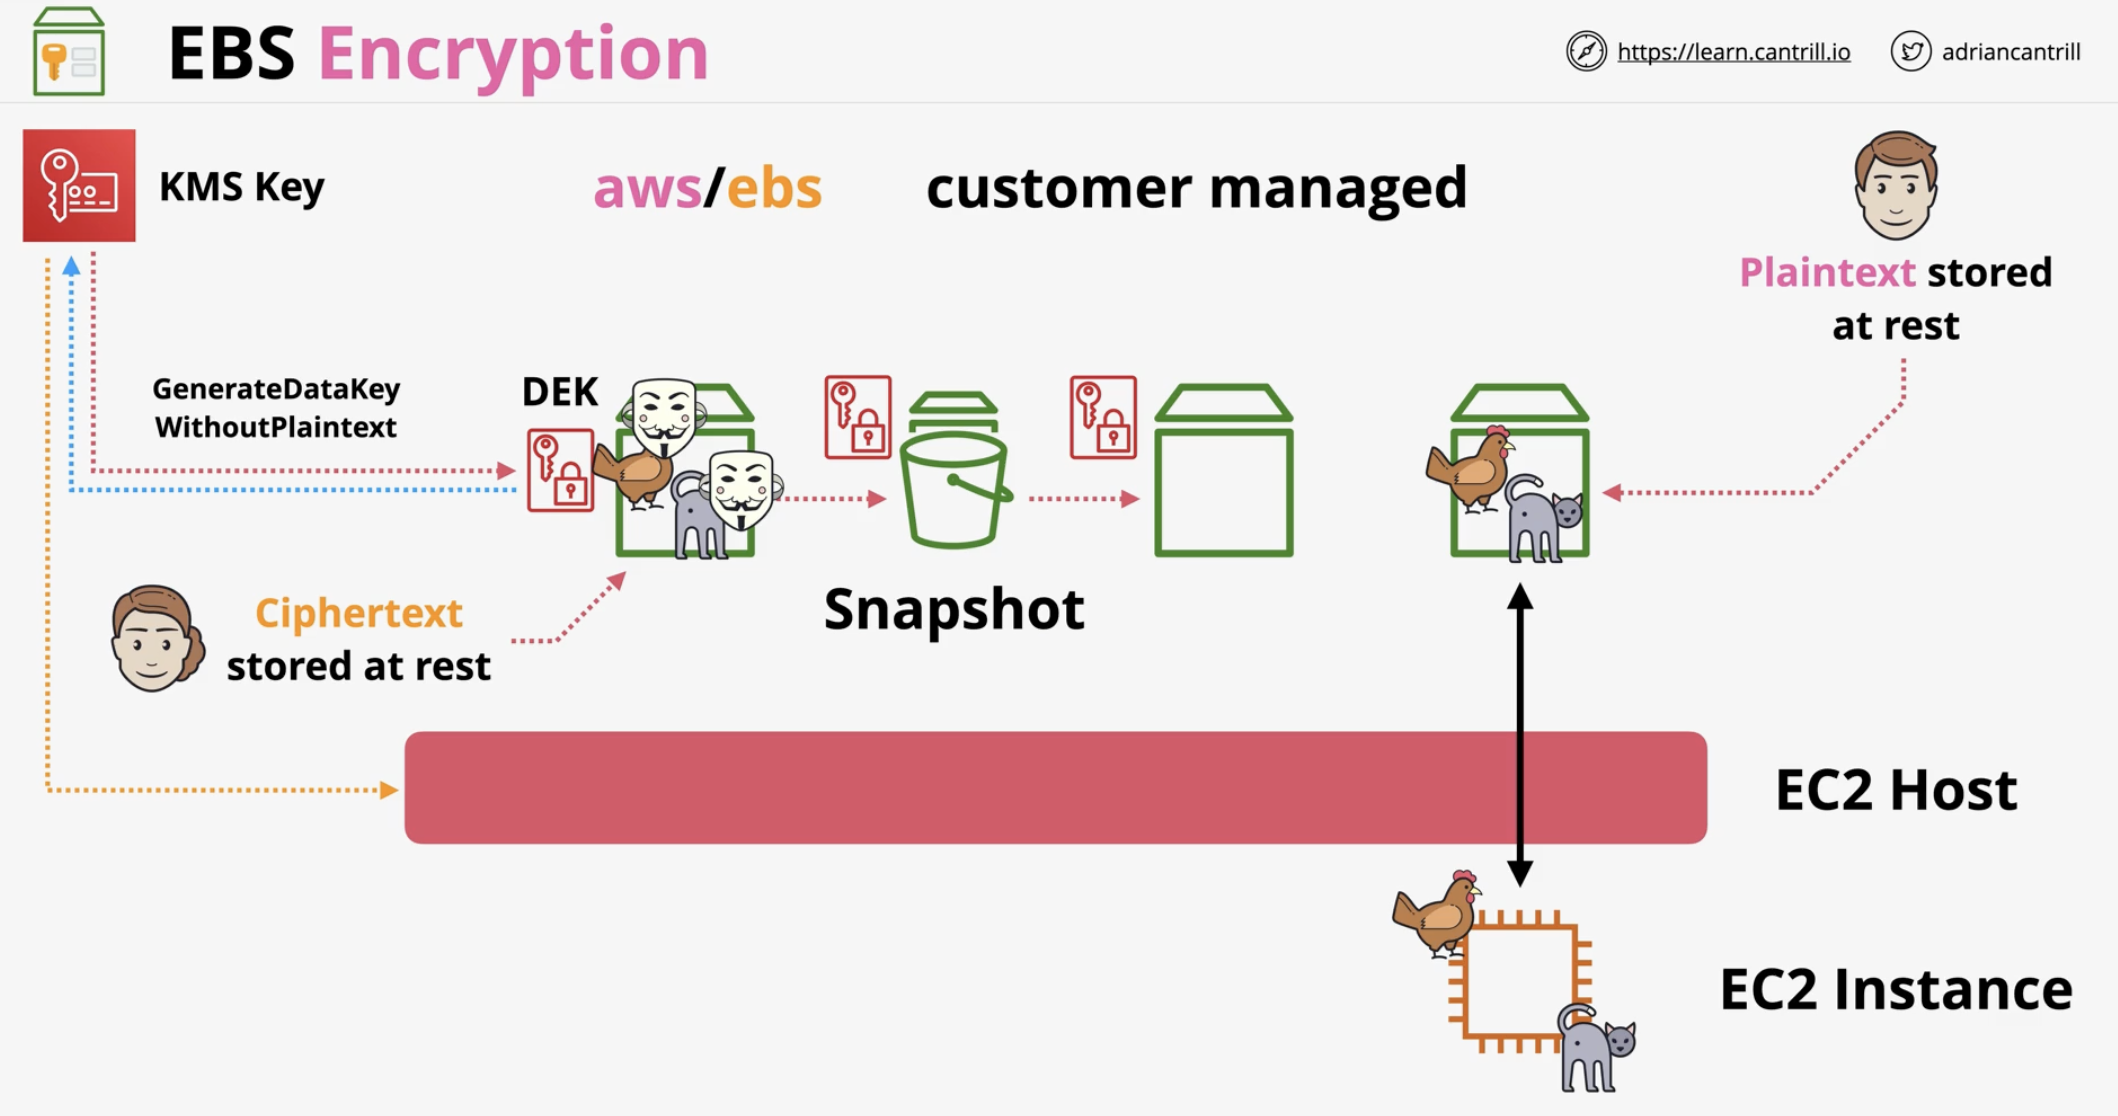 EBS Encryption
https://learn.cantrill.io
adriancantrill
KMS Key
aws/ebs
customer managed
Plaintext stored
at rest
GenerateDataKey
WithoutPlaintext
DEK
Ciphertext
stored at rest
Snapshot
EC2 Host
EC2 Instance